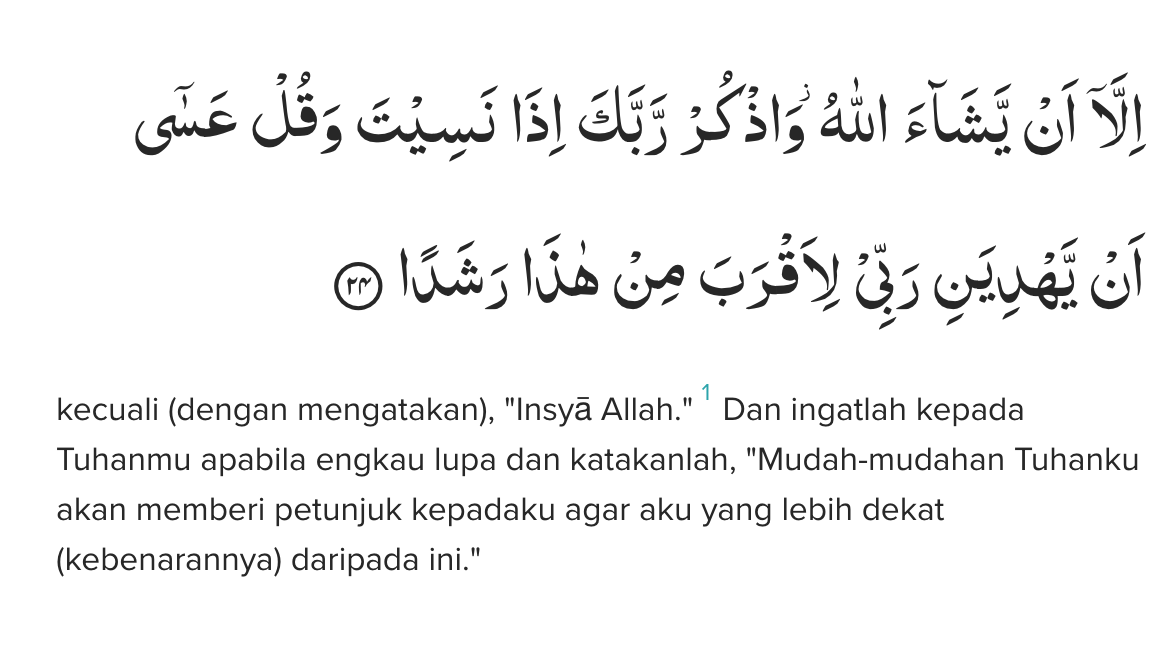 اِلَّآ اَنْ يَّشَاۤءَ اللّٰهُ ۖوَاذْكُرْ رَّبَّكَ اِذَا نَسِيْتَ وَقُلْ عَسٰٓى
اَنْ يَّهْدِيَنِ رَبِّيْ لِاَقْرَبَ مِنْ هٰذَا رَشَدًا ۲۴
kecuali (dengan mengatakan), "Insyā Allah." 1 Dan ingatlah kepada
Tuhanmu apabila engkau lupa dan katakanlah, "Mudah-mudahan Tuhanku
akan memberi petunjuk kepadaku agar aku yang lebih dekat
(kebenarannya) daripada ini."